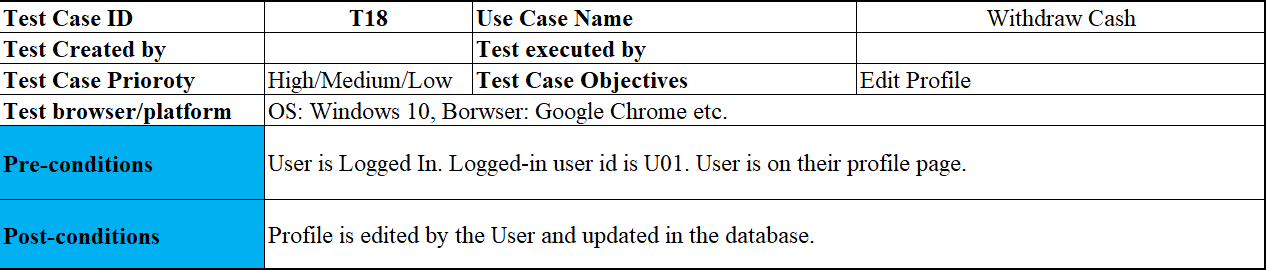 Test Case ID T18 Use Case Name Withdraw Cash
Test Created by Test executed by
Test Case Prioroty High/Medium/Low Test Case Objectives Edit Profile
Test browser/platform OS: Windows 10, Borwser: Google Chrome etc.
Pre-conditions User is Logged In. Logged-in user id is U01. User is on their profile page.
Post-conditions Profile is edited by the User and updated in the database.